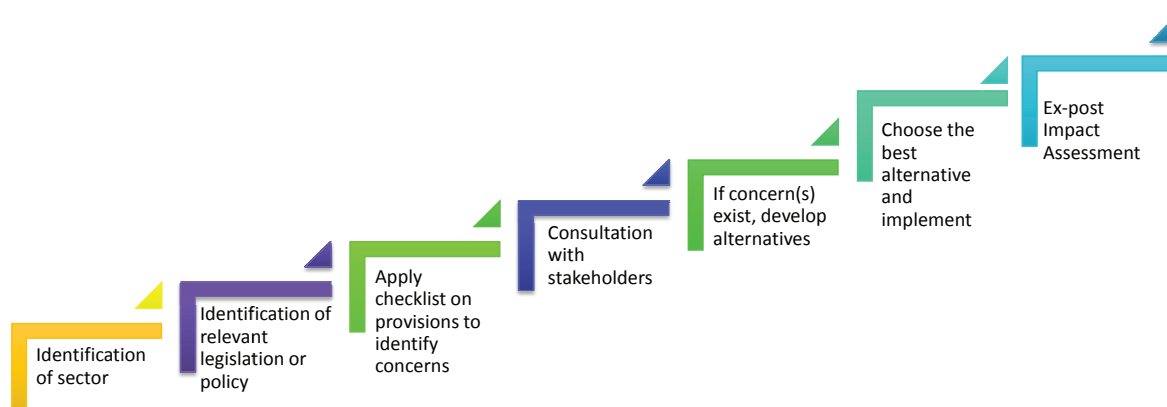 Identification
of sector
Identification of
relevant
legislation or
policy
Apply
checklist on
provisions to
identify
concerns
Consultation
with
stakeholders
If concern(s)
exist, develop
alternatives
Choose the
best
alternative
and
implement
Ex-post
Impact
Assessment